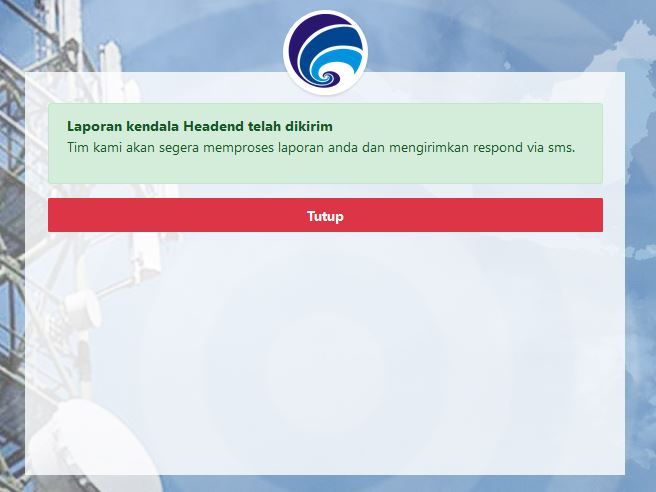 Laporan kendala Headend telah dikirim
Tim kami akan segera memproses laporan anda dan mengirimkan respond via sms.
Tutup